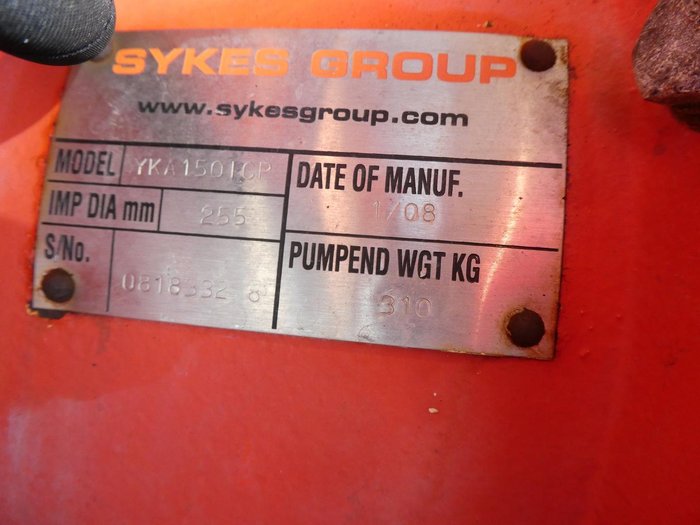 SYKES GROUP
www.sykesgroup.com
MODEL YKA150TCP
IMP DIA mm 255
S/No.
DATE OF MANUF.
1/08
PUMPEND WGT KG
310